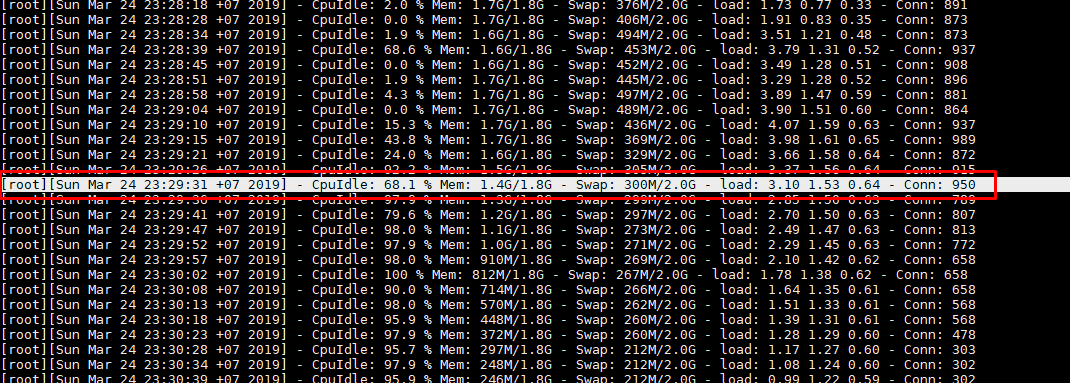 [root][Sun Mar 24 23:28:18 +07 2019] - CpuIdle: 2.0 % Mem: 1.7G/1.8G - Swap: 376M/2.0G - load: 1.73 0.77 0.33 - Conn: 891
[root][Sun Mar 24 23:28:28 +07 2019] - CpuIdle: 0.0 % Mem: 1.7G/1.8G - Swap: 406M/2.0G - load: 1.91 0.83 0.35 - Conn: 873
[root][Sun Mar 24 23:28:34 +07 2019] - CpuIdle: 1.9 % Mem: 1.6G/1.8G - Swap: 494M/2.0G - load: 3.51 1.21 0.48 - Conn: 873
[root][Sun Mar 24 23:28:39 +07 2019] - CpuIdle: 68.6 % Mem: 1.6G/1.8G - Swap: 453M/2.0G - load: 3.79 1.31 0.52 - Conn: 937
[root][Sun Mar 24 23:28:45 +07 2019] - CpuIdle: 0.0 % Mem: 1.6G/1.8G - Swap: 452M/2.0G - load: 3.49 1.28 0.51 - Conn: 908
[root][Sun Mar 24 23:28:51 +07 2019] - CpuIdle: 1.9 % Mem: 1.7G/1.8G - Swap: 445M/2.0G - load: 3.29 1.28 0.52 - Conn: 896
[root][Sun Mar 24 23:28:58 +07 2019] - CpuIdle: 4.3 % Mem: 1.7G/1.8G - Swap: 497M/2.0G - load: 3.89 1.47 0.59 - Conn: 881
[root][Sun Mar 24 23:29:04 +07 2019] - CpuIdle: 0.0 % Mem: 1.7G/1.8G - Swap: 489M/2.0G - load: 3.90 1.51 0.60 - Conn: 864
[root][Sun Mar 24 23:29:10 +07 2019] - CpuIdle: 15.3 % Mem: 1.7G/1.8G - Swap: 436M/2.0G - load: 4.07 1.59 0.63 - Conn: 937
[root][Sun Mar 24 23:29:15 +07 2019] - CpuIdle: 43.8 % Mem: 1.7G/1.8G - Swap: 369M/2.0G - load: 3.98 1.61 0.65 - Conn: 989
[root][Sun Mar 24 23:29:21 +07 2019] - CpuIdle: 24.0 % Mem: 1.6G/1.8G - Swap: 329M/2.0G - load: 3.66 1.58 0.64 - Conn: 872
[root][Sun Mar 24 23:29:26 +07 2019] - CpuIdle: % Mem: - Swap: 305M/2.0G - load: 3.37 1.56 0.64 - Conn: 915
[root][Sun Mar 24 23:29:31 +07 2019] - CpuIdle: 68.1 % Mem: 1.4G/1.8G - Swap: 300M/2.0G - load: 3.10 1.53 0.64 - Conn: 950
[root][Sun Mar 24 23:29:36 +07 2019] - CpuIdle: 97.9 % Mem: 1.3G/1.8G - Swap: 299M/2.0G - load: 2.85 1.50 0.63 - Conn: 789
[root][Sun Mar 24 23:29:41 +07 2019] - CpuIdle: 79.6 % Mem: 1.2G/1.8G - Swap: 297M/2.0G - load: 2.70 1.50 0.63 - Conn: 807
[root][Sun Mar 24 23:29:47 +07 2019] - CpuIdle: 98.0 % Mem: 1.1G/1.8G - Swap: 273M/2.0G - load: 2.49 1.47 0.63 - Conn: 813
[root][Sun Mar 24 23:29:52 +07 2019] - CpuIdle: 97.9 % Mem: 1.0G/1.8G - Swap: 271M/2.0G - load: 2.29 1.45 0.63 - Conn: 772
[root][Sun Mar 24 23:29:57 +07 2019] - CpuIdle: 98.0 % Mem: 910M/1.8G - Swap: 269M/2.0G - load: 2.10 1.42 0.62 - Conn: 658
[root][Sun Mar 24 23:30:02 +07 2019] - CpuIdle: 100 % Mem: 812M/1.8G - Swap: 267M/2.0G - load: 1.78 1.38 0.62 - Conn: 658
[root][Sun Mar 24 23:30:08 +07 2019] - CpuIdle: 90.0 % Mem: 714M/1.8G - Swap: 266M/2.0G - load: 1.64 1.35 0.61 - Conn: 658
[root][Sun Mar 24 23:30:13 +07 2019] - CpuIdle: 98.0 % Mem: 570M/1.8G - Swap: 262M/2.0G - load: 1.51 1.33 0.61 - Conn: 568
[root][Sun Mar 24 23:30:18 +07 2019] - CpuIdle: 95.9 % Mem: 448M/1.8G - Swap: 260M/2.0G - load: 1.39 1.31 0.61 - Conn: 568
[root][Sun Mar 24 23:30:23 +07 2019] - CpuIdle: 97.9 % Mem: 372M/1.8G - Swap: 260M/2.0G - load: 1.28 1.29 0.60 - Conn: 478
[root][Sun Mar 24 23:30:28 +07 2019] - CpuIdle: 95.7 % Mem: 297M/1.8G - Swap: 212M/2.0G - load: 1.17 1.27 0.60 - Conn: 303
[root][Sun Mar 24 23:30:34 +07 2019] - CpuIdle: 97.9 % Mem: 248M/1.8G - Swap: 212M/2.0G - load: 1.08 1.24 0.60 - Conn: 302
[root][Sun Mar 24 23:30:39 +07 2019] - CpuIdle: 95.9 % Mem: 246M/1.8G - Swap: 212M/2.0G - load: 0.99 1.22 0.59 - Conn: 302